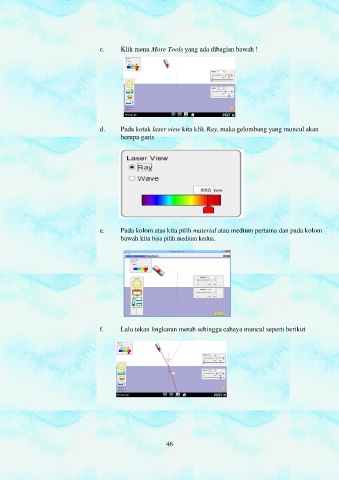 c. Klik menu More Tools yang ada dibagian bawah !
d. Pada kotak laser view kita klik Ray, maka gelombang yang muncul akan
berupa garis
Laser View
Ray
Wave
650 nm
e. Pada kolom atas kita pilih material atau medium pertama dan pada kolom
bawah kita bisa pilih medium kedua.
f. Lalu tekan lingkaran merah sehingga cahaya muncul seperti berikut
46